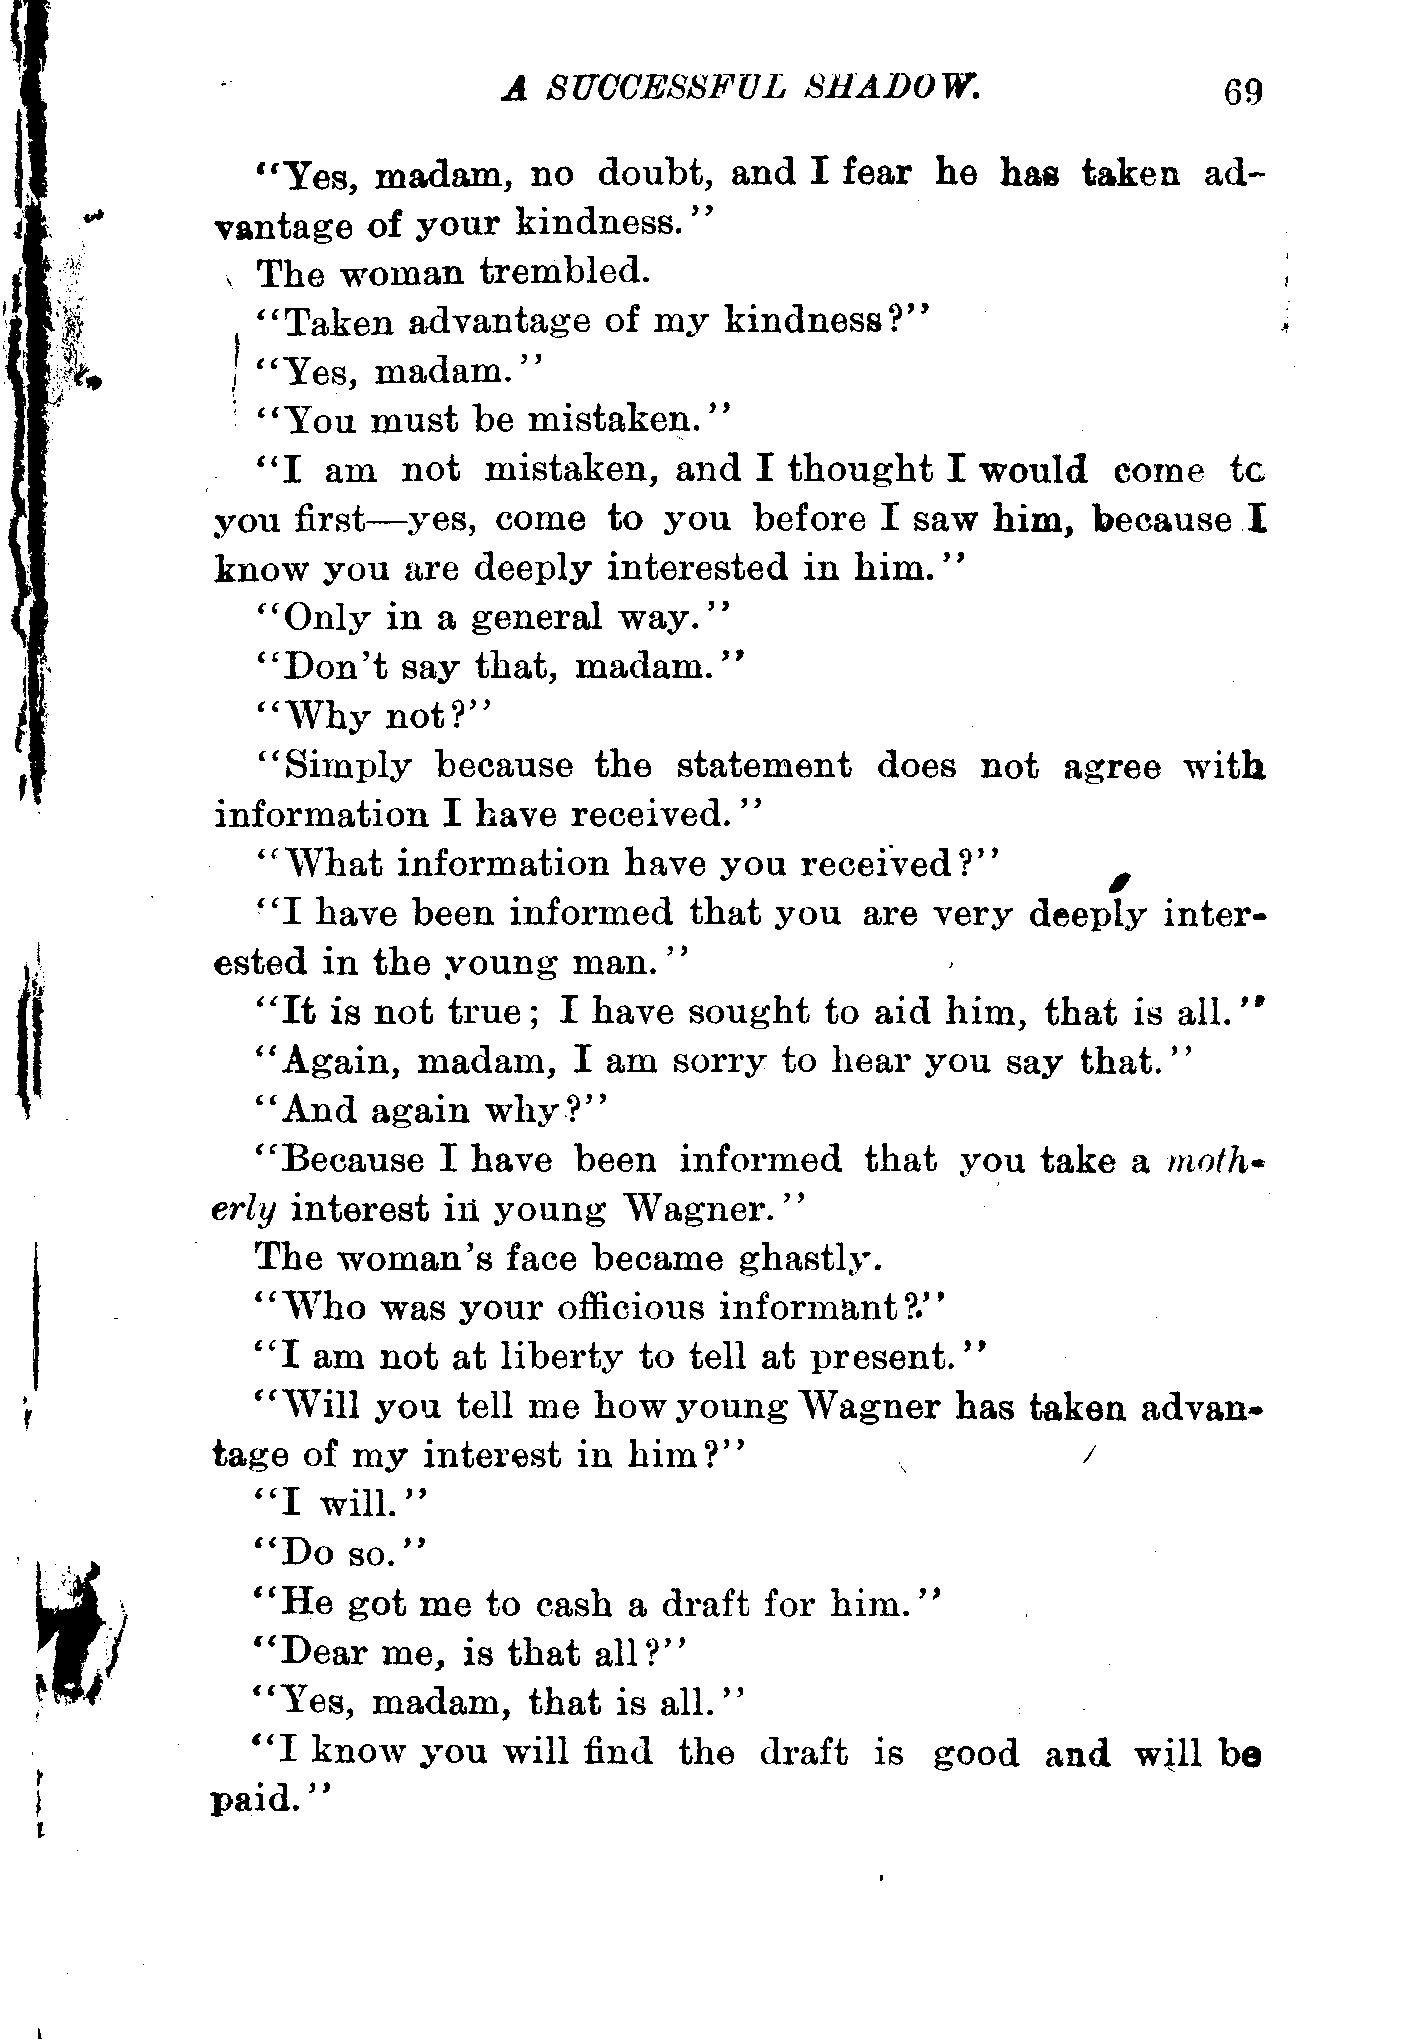 A SUCCESSFUL SHADOW. 69
"Yes, madam, no doubt, and I fear he has taken ad-
vantage of your kindness."
The woman trembled.
"Taken advantage of my kindness?"
"Yes, madam."
"You must be mistaken."
"I am not mistaken, and I thought I would come to
you first—yes, come to you before I saw him, because I
know you are deeply interested in him."
"Only in a general way."
"Don't say that, madam."
"Why not?"
"Simply because the statement does not agree with
information I have received."
"What information have you received?"
"I have been informed that you are very deeply inter-
ested in the young man."
"It is not true; I have sought to aid him, that is all."
"Again, madam, I am sorry to hear you say that."
"And again why?"
"Because I have been informed that you take a moth-
erly interest in young Wagner."
The woman's face became ghastly.
"Who was your officious informant?"
"I am not at liberty to tell at present."
"Will you tell me how young Wagner has taken advan-
tage of my interest in him?"
"I will."
"Do so."
"He got me to cash a draft for him."
"Dear me, is that all?"
"Yes, madam, that is all."
"I know you will find the draft is good and will be
paid."